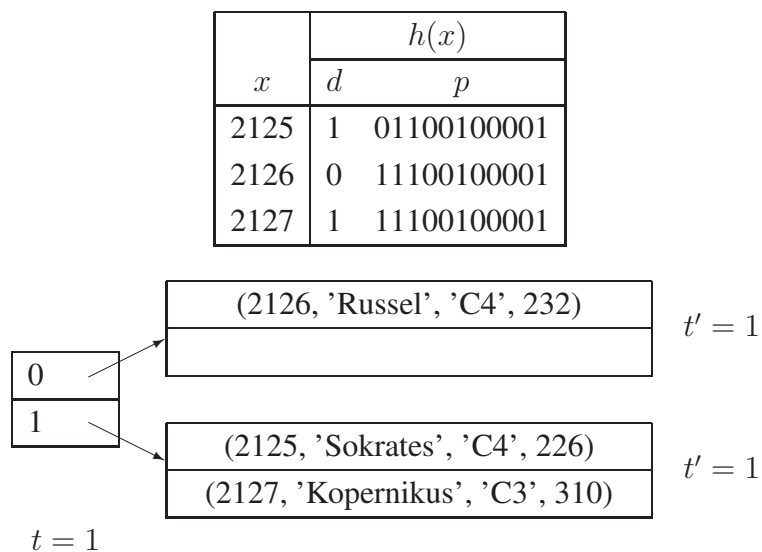 h(x)
x d p
2125 1 01100100001
2126 0 11100100001
2127 1 11100100001
(2126, ’Russel’, ’C4’, 232)
t′ = 1
0
1
(2125, ’Sokrates’, ’C4’, 226)
(2127, ’Kopernikus’, ’C3’, 310)
t′ = 1
t = 1